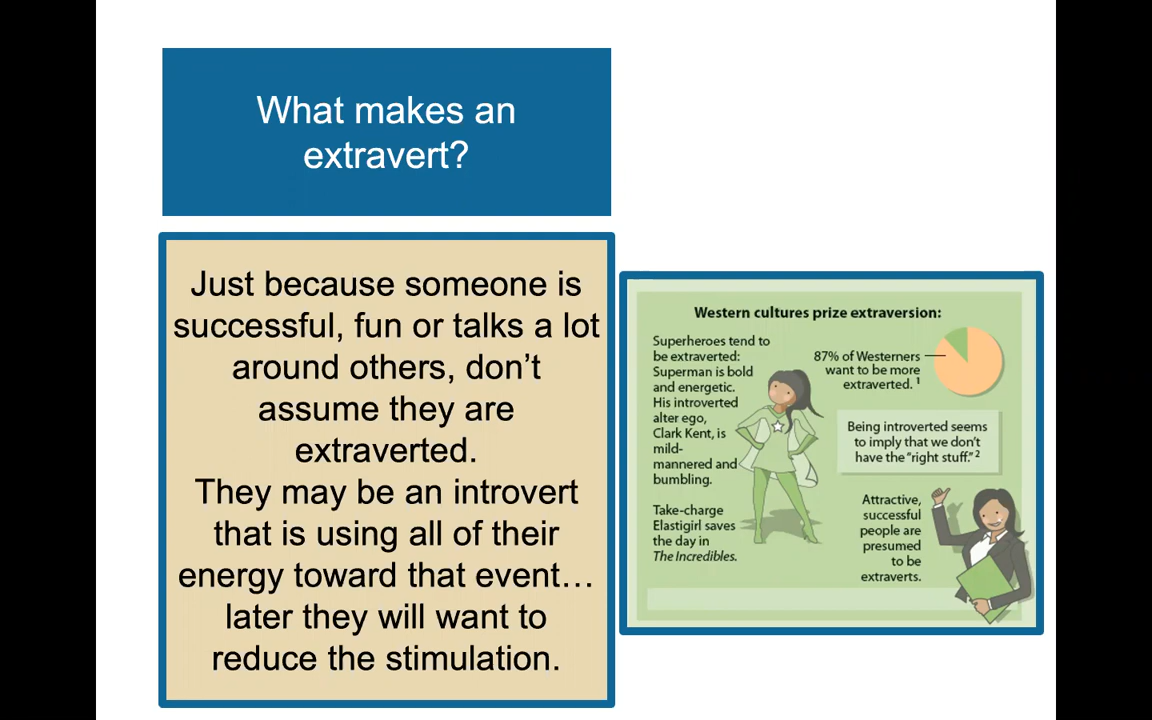 What makes an
extravert?
Just because someone is
successful, fun or talks a lot
around others, don’t
assume they are
extraverted.
They may be an introvert
that is using all of their
energy toward that event…
later they will want to
reduce the stimulation.
Western cultures prize extraversion:
Superheroes tend to
be extraverted:
Superman is bold
and energetic.
His introverted
alter ego,
Clark Kent, is
mild-
mannered and
bumbling.
Take-charge
Elastigirl saves
the day in
The Incredibles.
87% of Westerners
want to be more
extraverted. 1
Being introverted seems
to imply that we don’t
have the “right stuff.” 2
Attractive,
successful
people are
presumed
to be
extraverts.